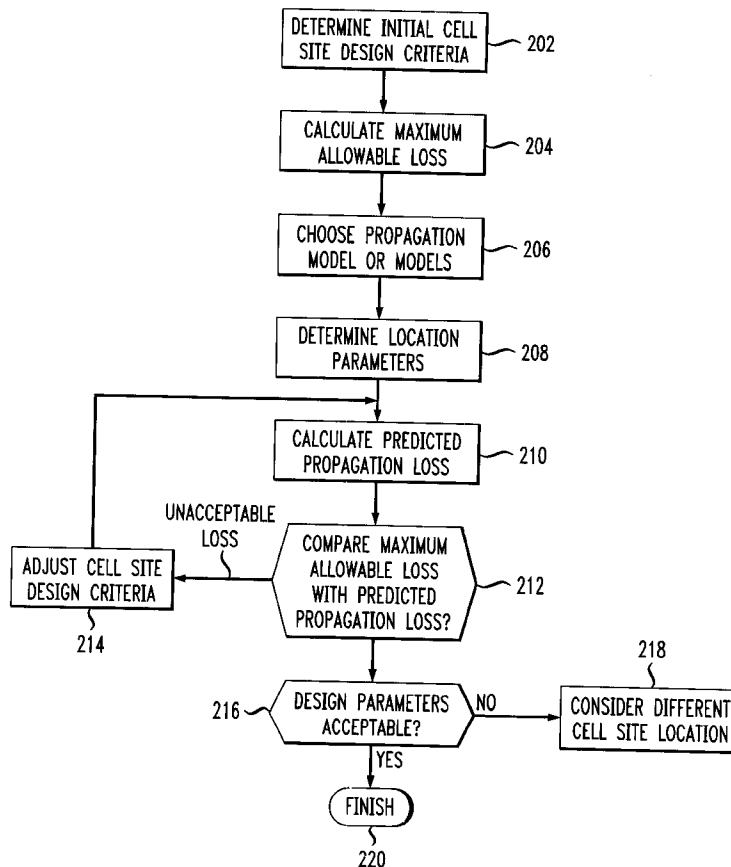 DETERMINE INITIAL CELL
SITE DESIGN CRITERIA
202
CALCULATE MAXIMUM
ALLOWABLE LOSS
204
CHOOSE PROPAGATION
MODEL OR MODELS
206
DETERMINE LOCATION
PARAMETERS
208
CALCULATE PREDICTED
PROPAGATION LOSS
210
UNACCEPTABLE
LOSS
COMPARE MAXIMUM
ALLOWABLE LOSS
WITH PREDICTED
PROPAGATION LOSS?
212
ADJUST CELL SITE
DESIGN CRITERIA
214
216
DESIGN PARAMETERS
ACCEPTABLE?
NO
218
CONSIDER DIFFERENT
CELL SITE LOCATION
YES
FINISH
220